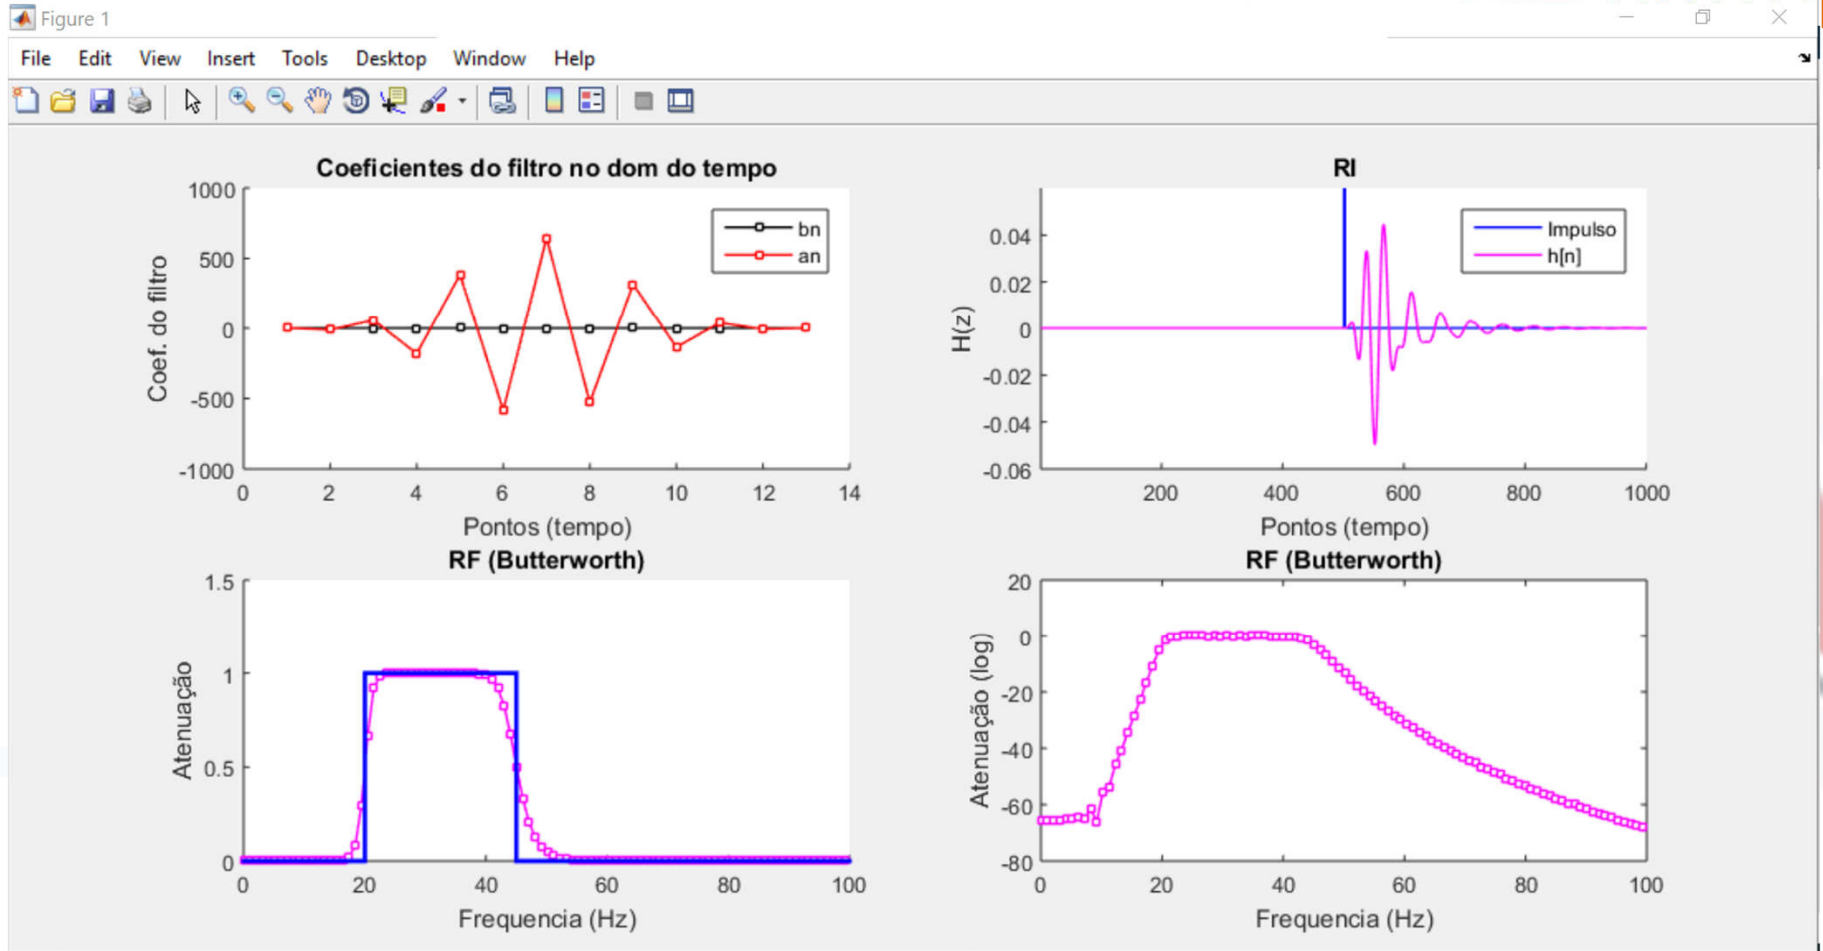 Figure 1
File Edit View Insert Tools Desktop Window Help
Coeficientes do filtro no dom do tempo
1000
500
0
-500
-1000
Coef. do filtro
bn
an
0 2 4 6 8 10 12 14
Pontos (tempo)
RI
0.04
0.02
0
-0.02
-0.04
-0.06
H(z)
Impulso
h[n]
200 400 600 800 1000
Pontos (tempo)
RF (Butterworth)
1.5
1
0.5
0
Atenuação
0 20 40 60 80 100
Frequencia (Hz)
RF (Butterworth)
20
0
-20
-40
-60
-80
Atenuação (log)
0 20 40 60 80 100
Frequencia (Hz)